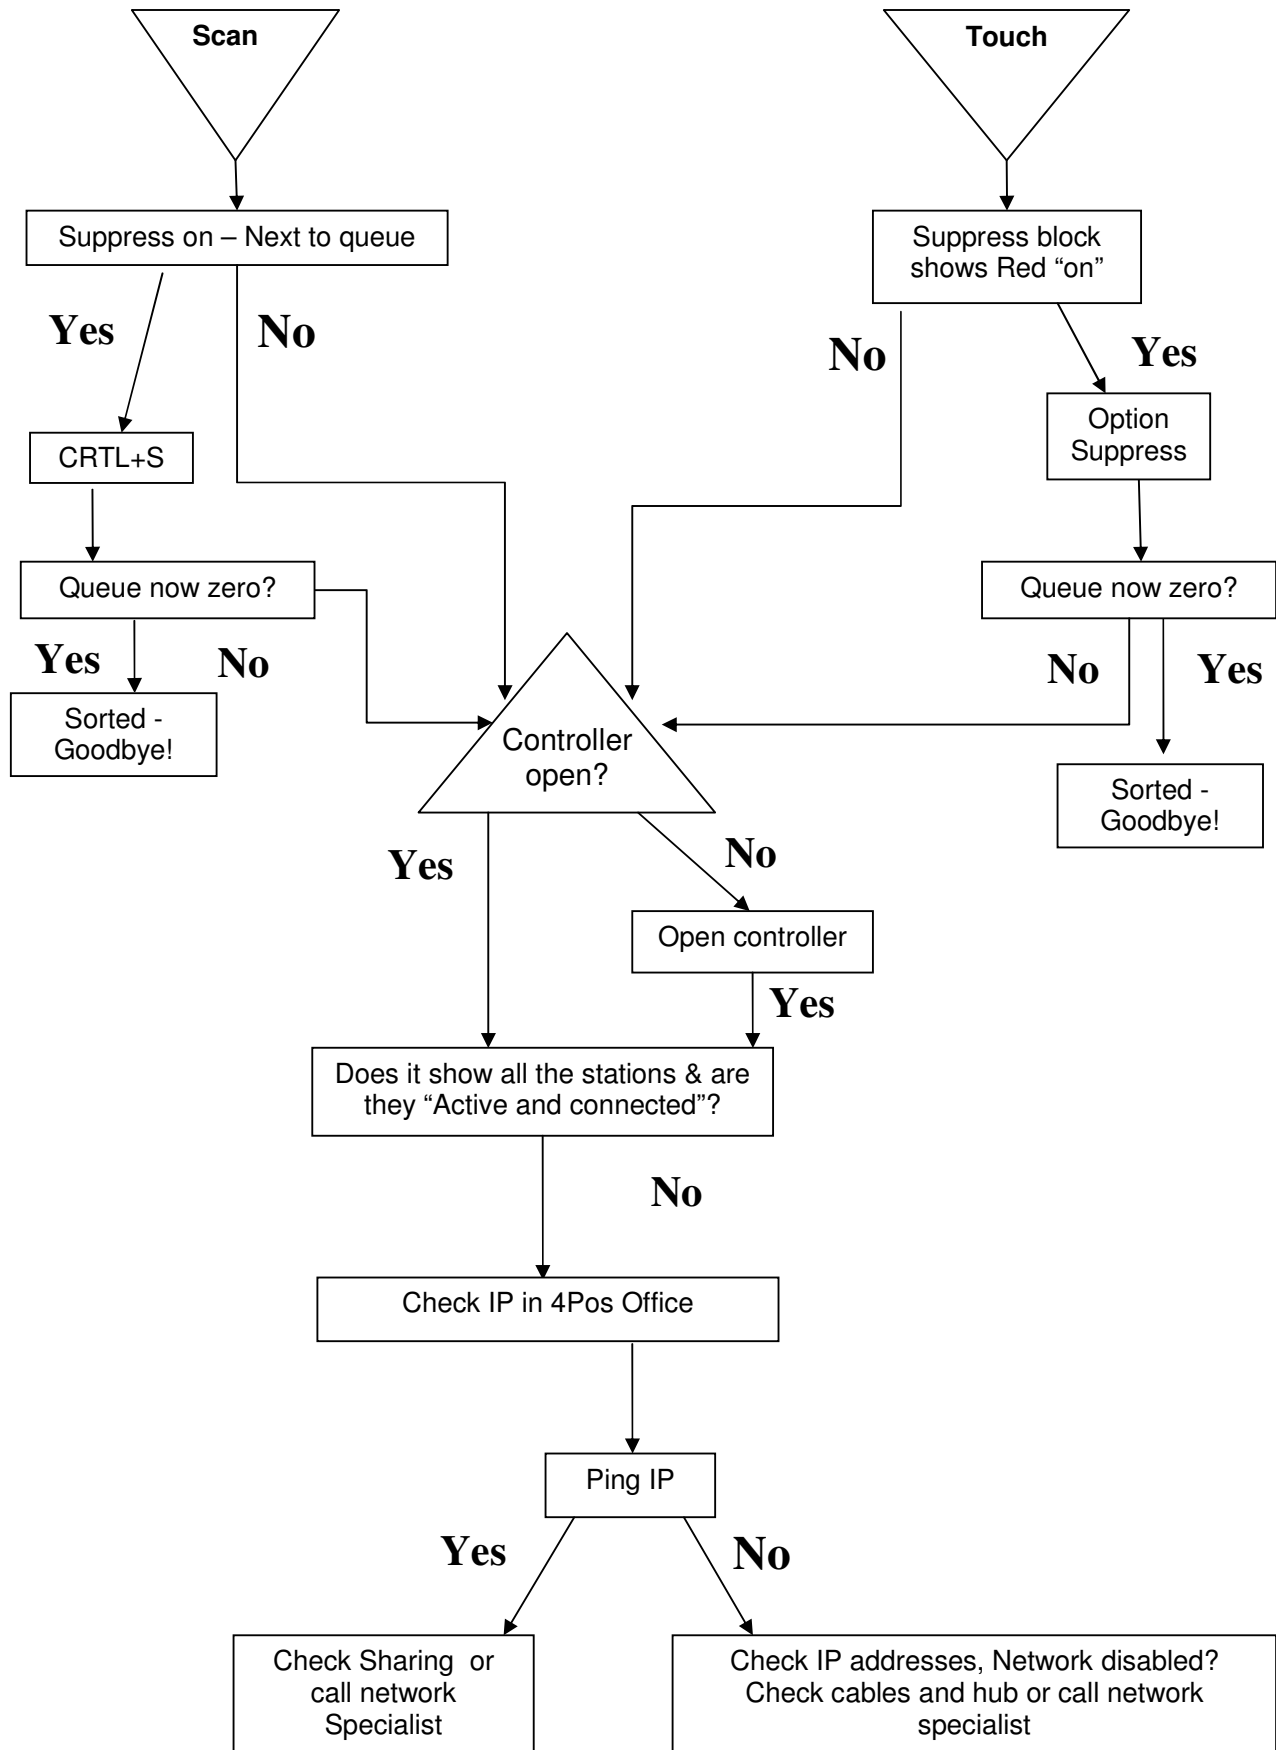 Scan
Touch
Suppress on – Next to queue
Suppress block
shows Red “on”
Yes
No
No
Yes
CRTL+S
Option
Suppress
Queue now zero?
Queue now zero?
Yes
No
No
Yes
Sorted -
Goodbye!
Controller
open?
Sorted -
Goodbye!
Yes
No
Open controller
Yes
Does it show all the stations & are
they “Active and connected”?
No
Check IP in 4Pos Office
Ping IP
Yes
No
Check Sharing or
call network
Specialist
Check IP addresses, Network disabled?
Check cables and hub or call network
specialist